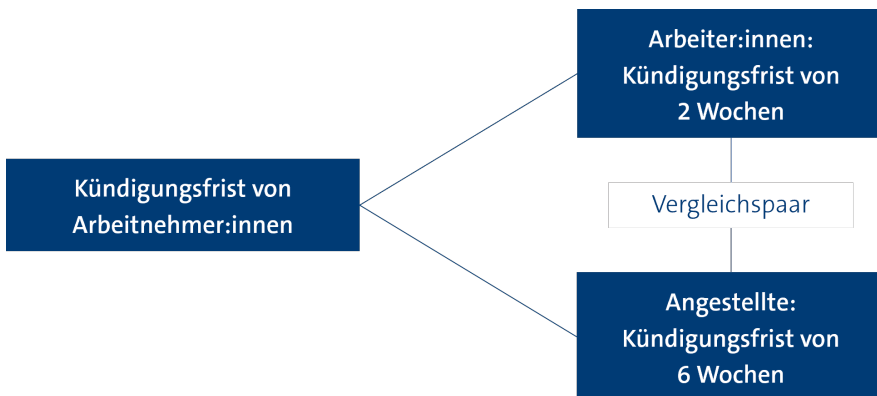 Kündigungsfrist von
Arbeitnehmer:innen
Arbeiter:innen:
Kündigungsfrist von
2 Wochen
Vergleichspaar
Angestellte:
Kündigungsfrist von
6 Wochen